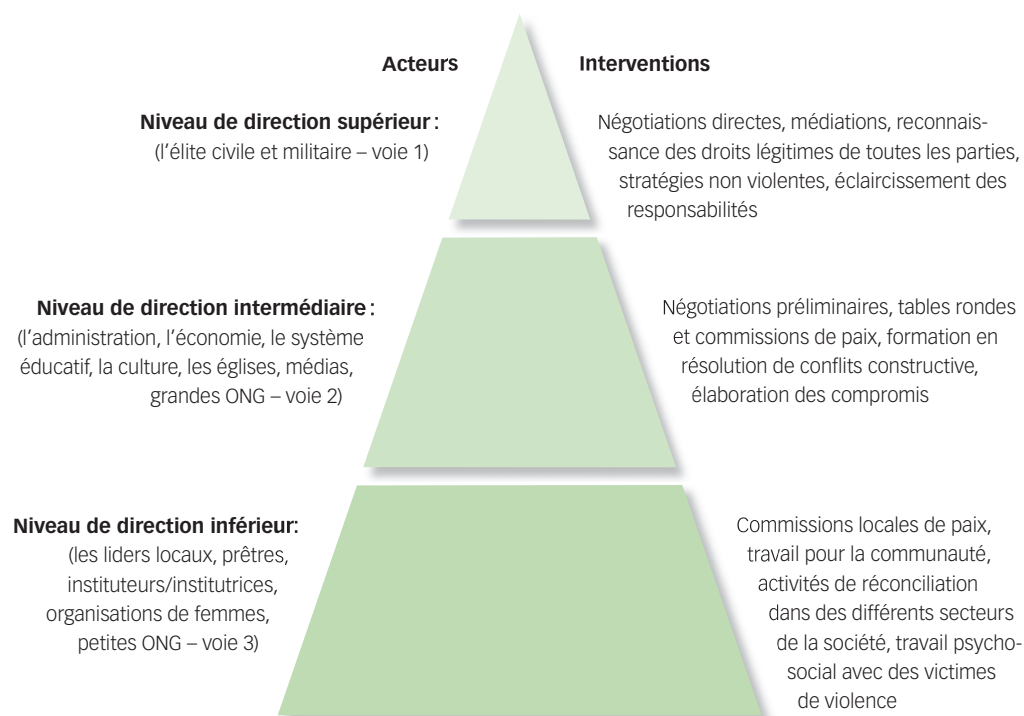 Acteurs
Interventions
Niveau de direction supérieur :
(l’élite civile et militaire – voie 1)
Négotiations directes, médiations, reconnais-
sance des droits légitimes de toutes les parties,
stratégies non violentes, éclaircissement des
responsabilités
Niveau de direction intermédiaire :
(l’administration, l’économie, le système
éducatif, la culture, les églises, médias,
grandes ONG – voie 2)
Négotiations préliminaires, tables rondes
et commissions de paix, formation en
résolution de conflits constructive,
élaboration des compromis
Niveau de direction inférieur:
(les liders locaux, prêtres,
instituteurs/institutrices,
organisations de femmes,
petites ONG – voie 3)
Commissions locales de paix,
travail pour la communauté,
activités de réconciliation
dans des différents secteurs
de la société, travail psycho-
social avec des victimes
de violence